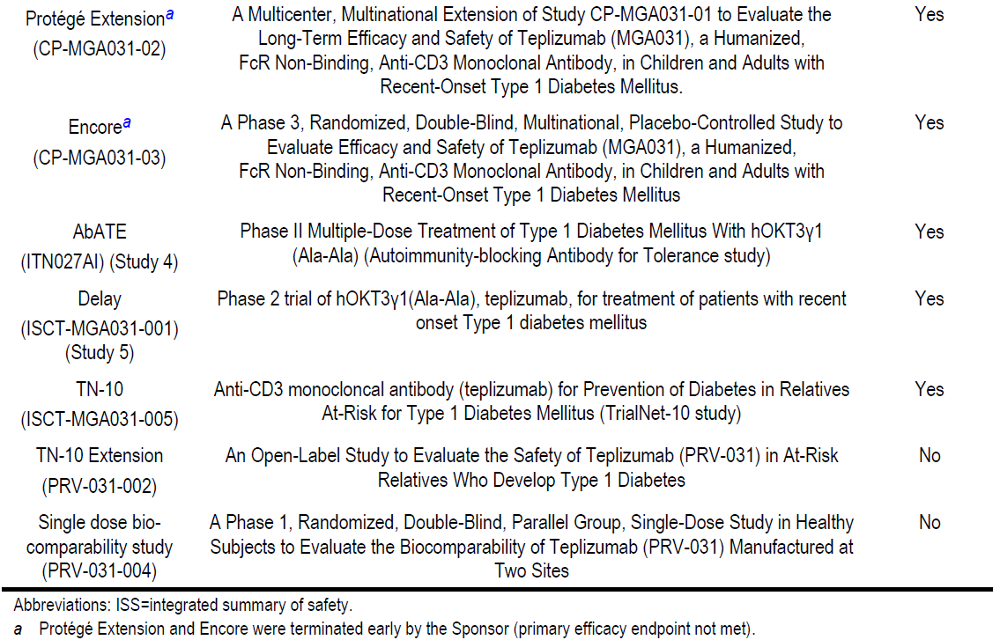 Protégé Extensiona
(CP-MGA031-02)
A Multicenter, Multinational Extension of Study CP-MGA031-01 to Evaluate the
Long-Term Efficacy and Safety of Teplizumab (MGA031), a Humanized,
FcR Non-Binding, Anti-CD3 Monoclonal Antibody, in Children and Adults with
Recent-Onset Type 1 Diabetes Mellitus.
Yes
Encorea
(CP-MGA031-03)
A Phase 3, Randomized, Double-Blind, Multinational, Placebo-Controlled Study to
Evaluate Efficacy and Safety of Teplizumab (MGA031), a Humanized,
FcR Non-Binding, Anti-CD3 Monoclonal Antibody, in Children and Adults with
Recent-Onset Type 1 Diabetes Mellitus
Yes
AbATE
(ITN027AI) (Study 4)
Phase II Multiple-Dose Treatment of Type 1 Diabetes Mellitus With hOKT3γ1
(Ala-Ala) (Autoimmunity-blocking Antibody for Tolerance study)
Yes
Delay
(ISCT-MGA031-001)
(Study 5)
Phase 2 trial of hOKT3γ1(Ala-Ala), teplizumab, for treatment of patients with recent
onset Type 1 diabetes mellitus
Yes
TN-10
(ISCT-MGA031-005)
Anti-CD3 monocloncal antibody (teplizumab) for Prevention of Diabetes in Relatives
At-Risk for Type 1 Diabetes Mellitus (TrialNet-10 study)
Yes
TN-10 Extension
(PRV-031-002)
An Open-Label Study to Evaluate the Safety of Teplizumab (PRV-031) in At-Risk
Relatives Who Develop Type 1 Diabetes
No
Single dose bio-
comparability study
(PRV-031-004)
A Phase 1, Randomized, Double-Blind, Parallel Group, Single-Dose Study in Healthy
Subjects to Evaluate the Biocomparability of Teplizumab (PRV-031) Manufactured at
Two Sites
No
Abbreviations: ISS=integrated summary of safety.
a Protégé Extension and Encore were terminated early by the Sponsor (primary efficacy endpoint not met).